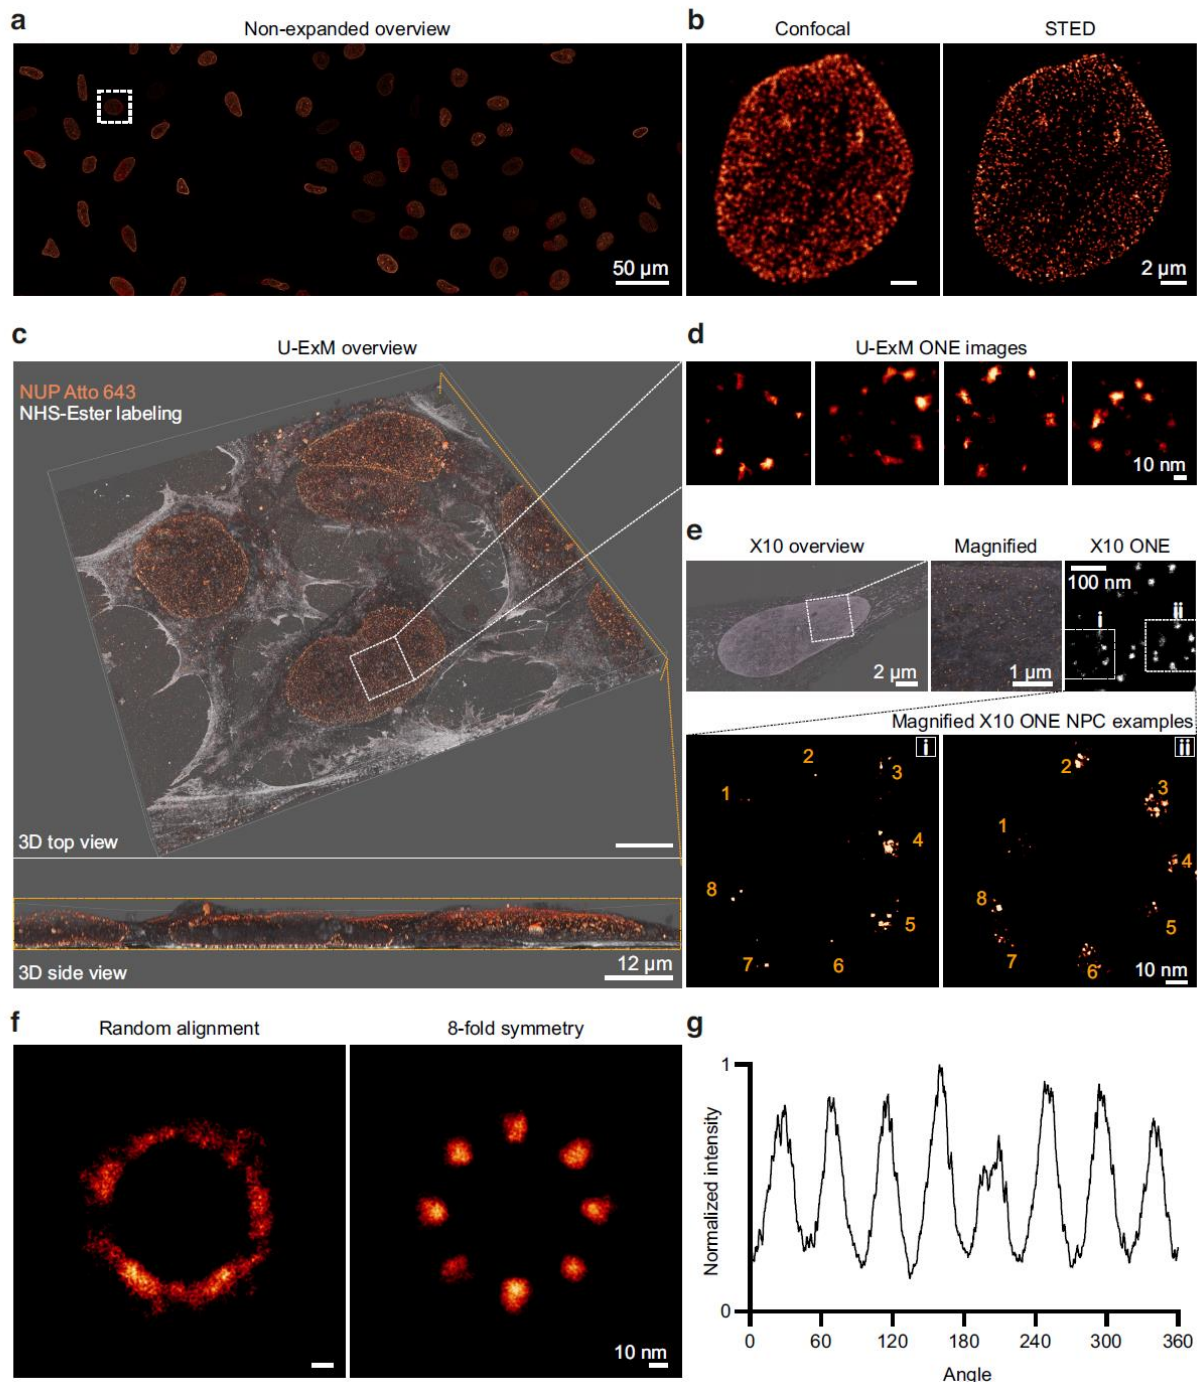 a
Non-expanded overview
50 µm
b
Confocal
STED
2 µm
c
U-ExM overview
NUP Atto 643
NHS-Ester labeling
3D top view
3D side view
12 µm
d
U-ExM ONE images
10 nm
e
X10 overview
Magnified
X10 ONE
2 µm
1 µm
100 nm
i
ii
Magnified X10 ONE NPC examples
i
1
2
3
4
5
6
7
8
ii
1
2
3
4
5
6
7
8
10 nm
f
Random alignment
8-fold symmetry
10 nm
g
Normalized intensity
1
0
0
60
120
180
240
300
360
Angle